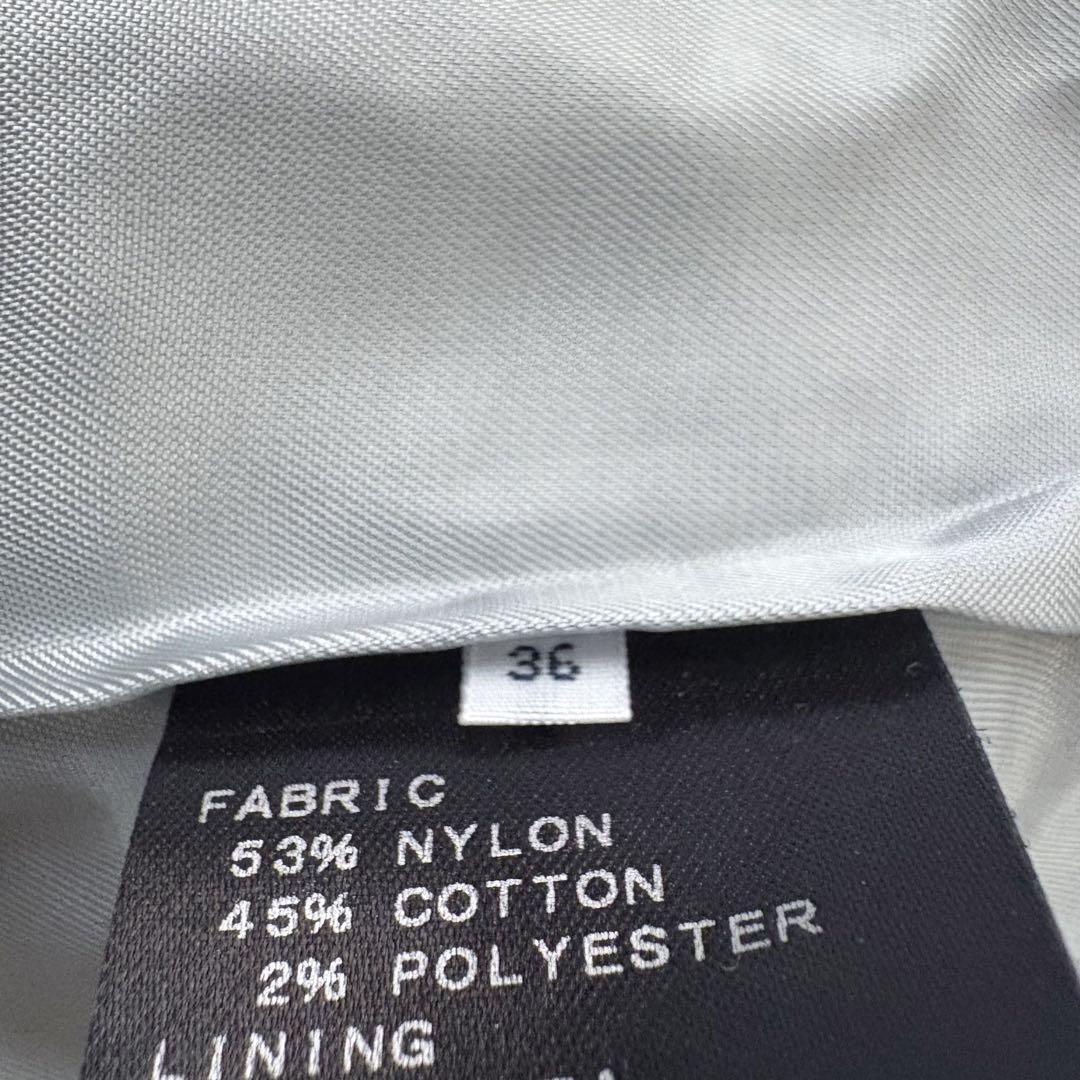 36
FABRIC
53% NYLON
45% COTTON
2% POLYESTER
LINING